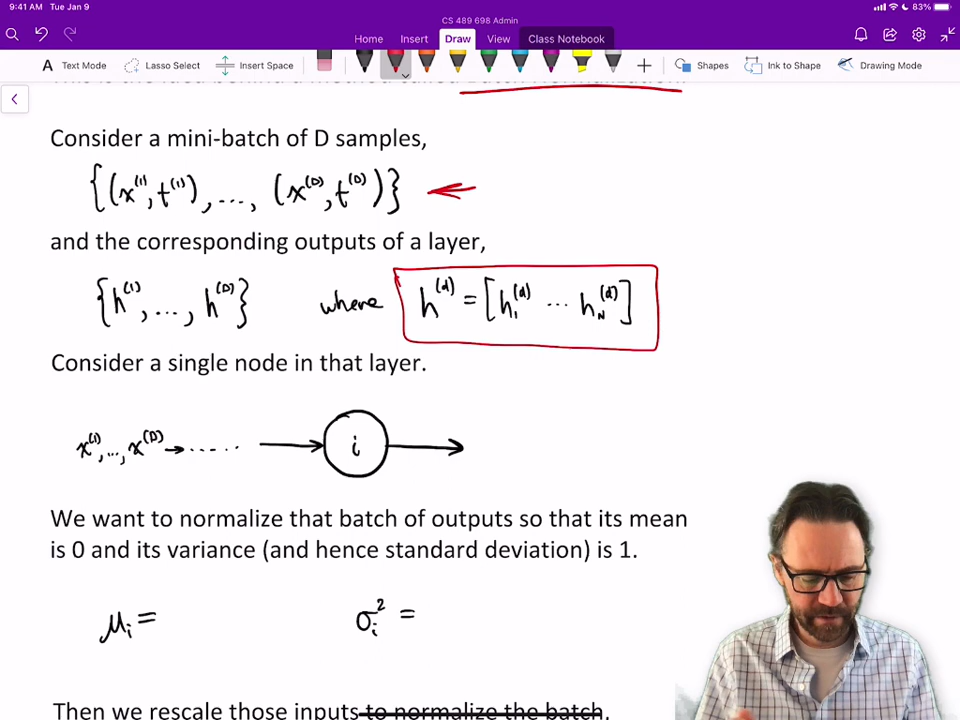 9:41 AM Tue Jan 9
83%
CS 489 698 Admin
Home Insert Draw View Class Notebook
A Text Mode Lasso Select Insert Space Shapes Ink to Shape Drawing Mode
Consider a mini-batch of D samples,
{(x⁽¹⁾, t⁽¹⁾), ..., (x⁽ᴰ⁾, t⁽ᴰ⁾)}
and the corresponding outputs of a layer,
{h⁽¹⁾, ..., h⁽ᴰ⁾} where h⁽ᵈ⁾ = [h₁⁽ᵈ⁾ ... h_N⁽ᵈ⁾]
Consider a single node in that layer.
x⁽¹⁾, ..., x⁽ᴰ⁾ → ..... → i →
We want to normalize that batch of outputs so that its mean
is 0 and its variance (and hence standard deviation) is 1.
μᵢ = σᵢ² =
Then we rescale those inputs to normalize the batch,